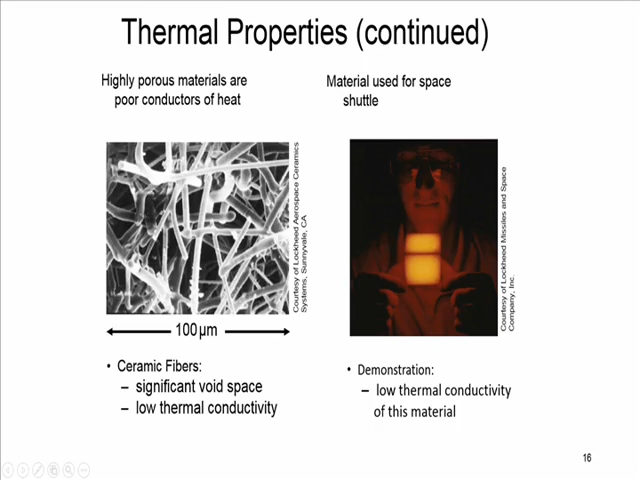 Thermal Properties (continued)
Highly porous materials are
poor conductors of heat
Material used for space
shuttle
Courtesy of Lockheed Aerospace Ceramics
Systems, Sunnyvale, CA
Courtesy of Lockheed Missiles and Space
Company, Inc.
100 μm
• Ceramic Fibers:
– significant void space
– low thermal conductivity
• Demonstration:
– low thermal conductivity
of this material
16